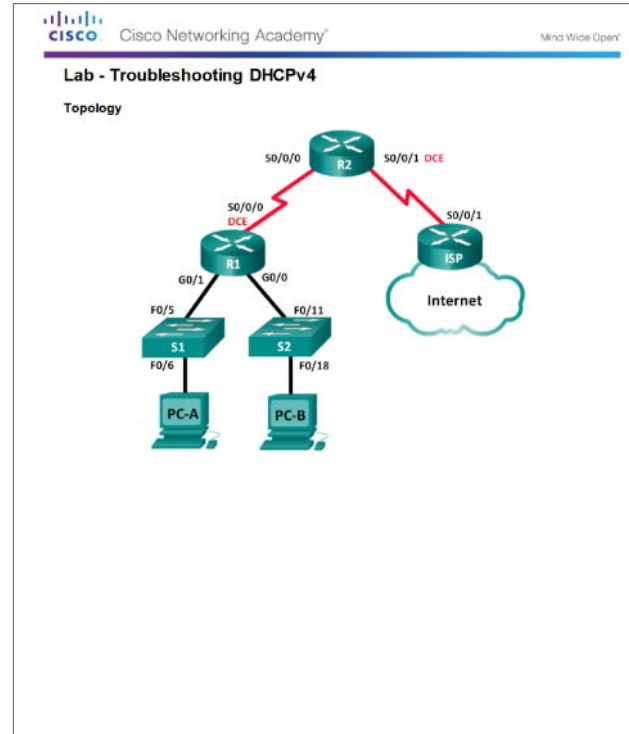 CISCO Cisco Networking Academy® Mind Wide Open®
Lab - Troubleshooting DHCPv4
Topology
S0/0/0 R2 S0/0/1 DCE
S0/0/0
DCE
S0/0/1
R1
ISP
G0/1 G0/0
Internet
F0/5 F0/11
S1 S2
F0/6 F0/18
PC-A PC-B